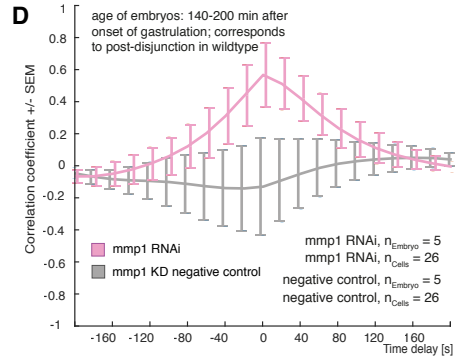 D
age of embryos: 140-200 min after
onset of gastrulation; corresponds
to post-disjunction in wildtype
Correlation coefficient +/- SEM
1
0.8
0.6
0.4
0.2
0
-0.2
-0.4
-0.6
-0.8
-1
mmp1 RNAi
mmp1 KD negative control
mmp1 RNAi, nEmbryo = 5
mmp1 RNAi, nCells = 26
negative control, nEmbryo = 5
negative control, nCells = 26
-160 -120 -80 -40 0 40 80 120 160
Time delay [s]